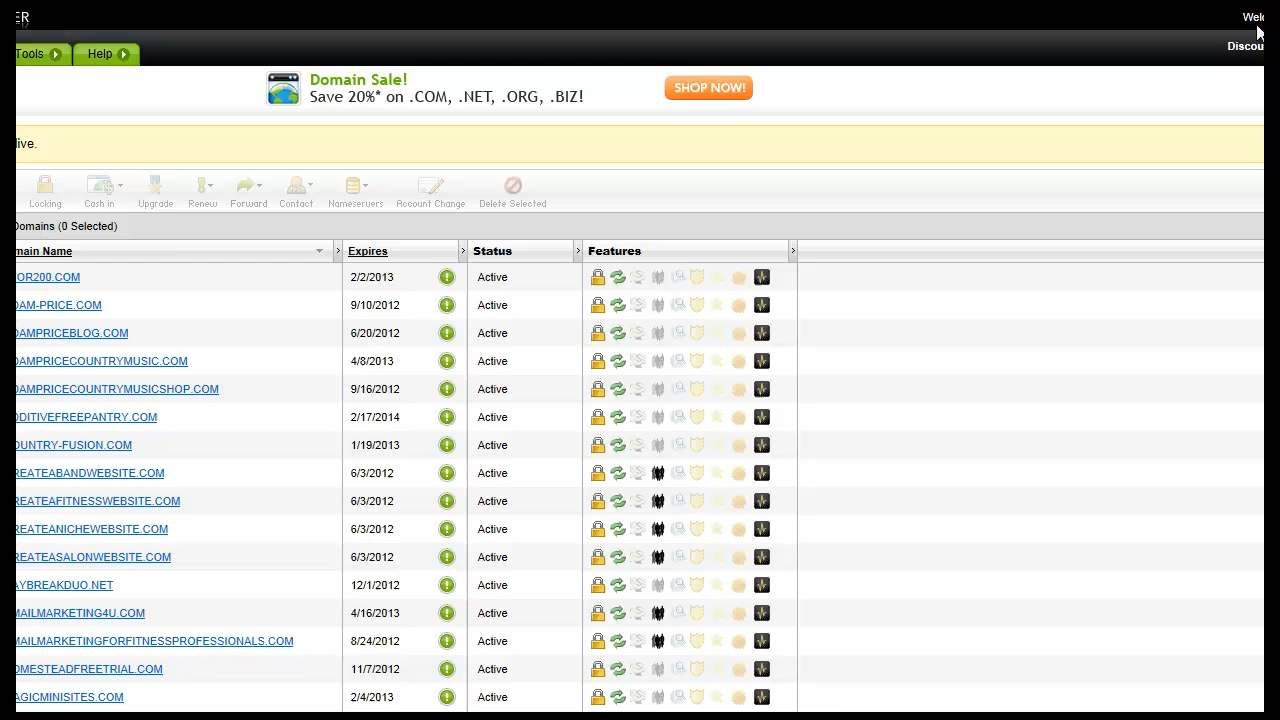 ER
Welc
Tools
Help
Discou
Domain Sale!
Save 20%* on .COM, .NET, .ORG, .BIZ!
SHOP NOW!
live.
Locking
Cash in
Upgrade
Renew
Forward
Contact
Nameservers
Account Change
Delete Selected
Domains (0 Selected)
main Name Expires Status Features
OR200.COM 2/2/2013 Active
DAM-PRICE.COM 9/10/2012 Active
DAMPRICEBLOG.COM 6/20/2012 Active
DAMPRICECOUNTRYMUSIC.COM 4/8/2013 Active
DAMPRICECOUNTRYMUSICSHOP.COM 9/16/2012 Active
DDITIVEFREEPANTRY.COM 2/17/2014 Active
OUNTRY-FUSION.COM 1/19/2013 Active
REATEABANDWEBSITE.COM 6/3/2012 Active
REATEAFITNESSWEBSITE.COM 6/3/2012 Active
REATEANICHEWEBSITE.COM 6/3/2012 Active
REATEASALONWEBSITE.COM 6/3/2012 Active
AYBREAKDUO.NET 12/1/2012 Active
MAILMARKETING4U.COM 4/16/2013 Active
MAILMARKETINGFORFITNESSPROFESSIONALS.COM 8/24/2012 Active
OMESTEADFREETRIAL.COM 11/7/2012 Active
AGICMINISITES.COM 2/4/2013 Active